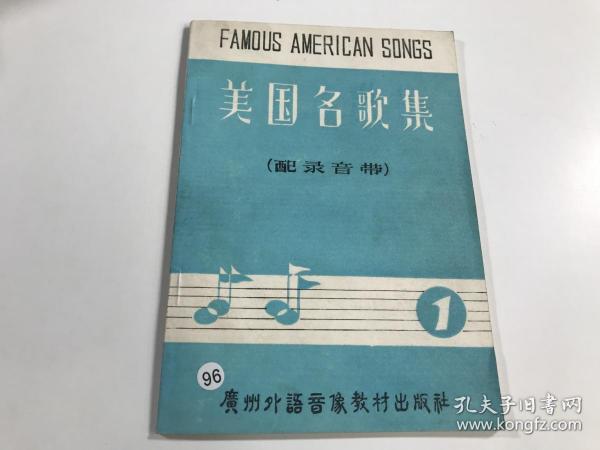 FAMOUS AMERICAN SONGS
美国名歌集
(配录音带)
1
96
廣州外語音像教材出版社
孔夫子旧书网
www.kongfz.com